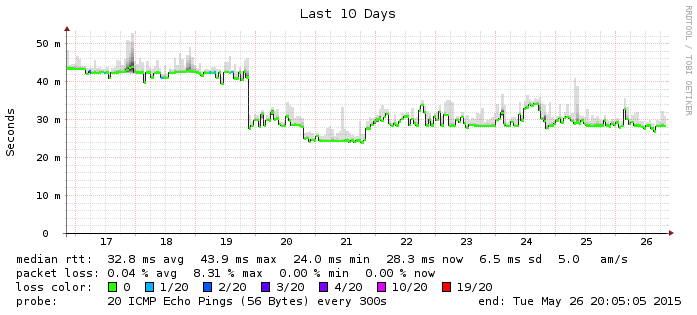 Last 10 Days
RRDTOOL / TOBI OETIKER
Seconds
50 m
40 m
30 m
20 m
10 m
0
17 18 19 20 21 22 23 24 25 26
median rtt: 32.8 ms avg 43.9 ms max 24.0 ms min 28.3 ms now 6.5 ms sd 5.0 am/s
packet loss: 0.04 % avg 8.31 % max 0.00 % min 0.00 % now
loss color: 0 1/20 2/20 3/20 4/20 10/20 19/20
probe: 20 ICMP Echo Pings (56 Bytes) every 300s end: Tue May 26 20:05:05 2015